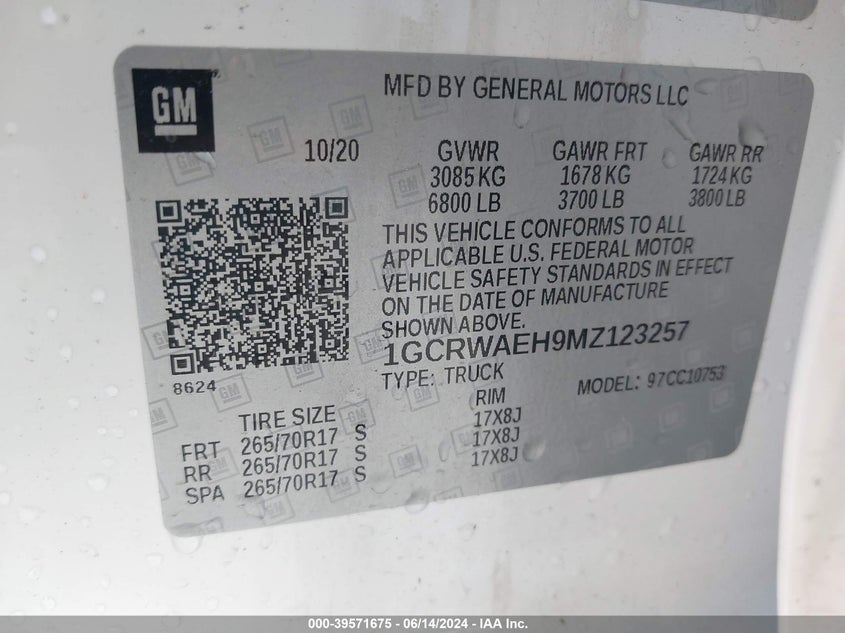 GM
MFD BY GENERAL MOTORS LLC
10/20 GVWR GAWR FRT GAWR RR
3085 KG 1678 KG 1724 KG
6800 LB 3700 LB 3800 LB
THIS VEHICLE CONFORMS TO ALL
APPLICABLE U.S. FEDERAL MOTOR
VEHICLE SAFETY STANDARDS IN EFFECT
ON THE DATE OF MANUFACTURE
SHOWN ABOVE.
1GCRWAEH9MZ123257
8624 TYPE: TRUCK MODEL: 97CC10753
TIRE SIZE RIM
FRT 265/70R17 S 17X8J
RR 265/70R17 S 17X8J
SPA 265/70R17 S 17X8J
000-39571675 - 06/14/2024 - IAA Inc.